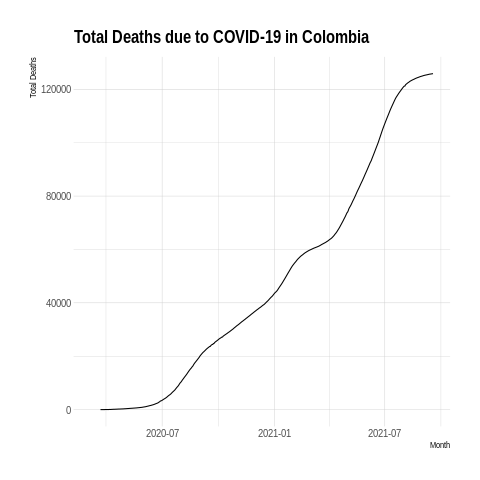 Total Deaths due to COVID-19 in Colombia
Total Deaths
120000
80000
40000
0
2020-07
2021-01
2021-07
Month